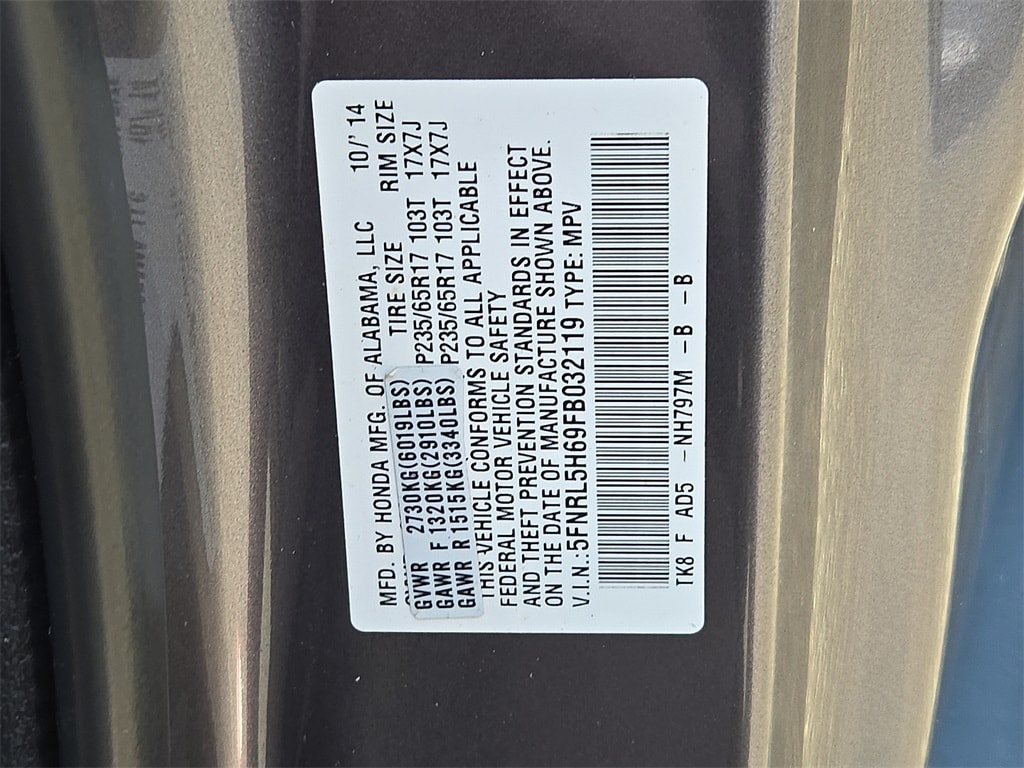 MFD. BY HONDA MFG. OF ALABAMA, LLC 10/'14
TIRE SIZE RIM SIZE
GVWR 2730KG(6019LBS)
GAWR F 1320KG(2910LBS) P235/65R17 103T 17X7J
GAWR R 1515KG(3340LBS) P235/65R17 103T 17X7J
THIS VEHICLE CONFORMS TO ALL APPLICABLE
FEDERAL MOTOR VEHICLE SAFETY
AND THEFT PREVENTION STANDARDS IN EFFECT
ON THE DATE OF MANUFACTURE SHOWN ABOVE.
V.I.N.:5FNRL5H69FB032119 TYPE: MPV
TK8 F AD5 -NH797M -B -B